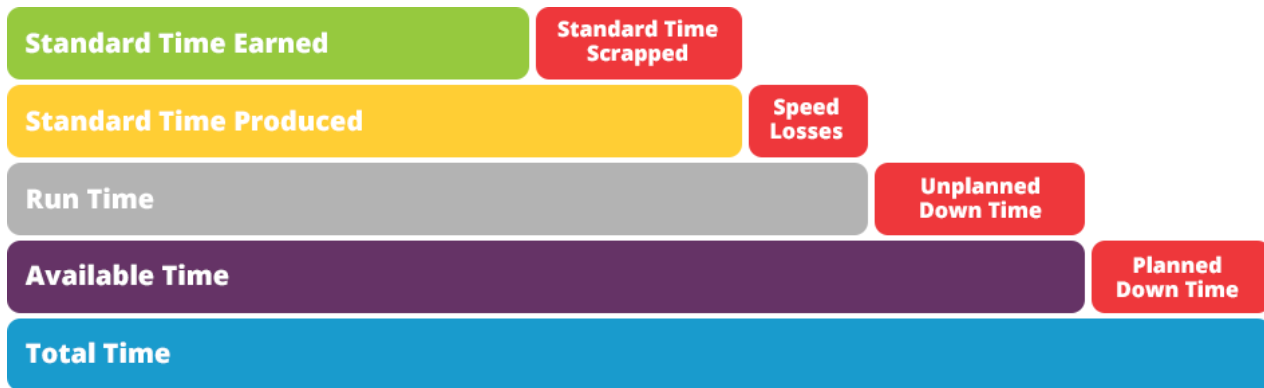 Standard Time Earned
Standard Time
Scrapped
Standard Time Produced
Speed
Losses
Run Time
Unplanned
Down Time
Available Time
Planned
Down Time
Total Time